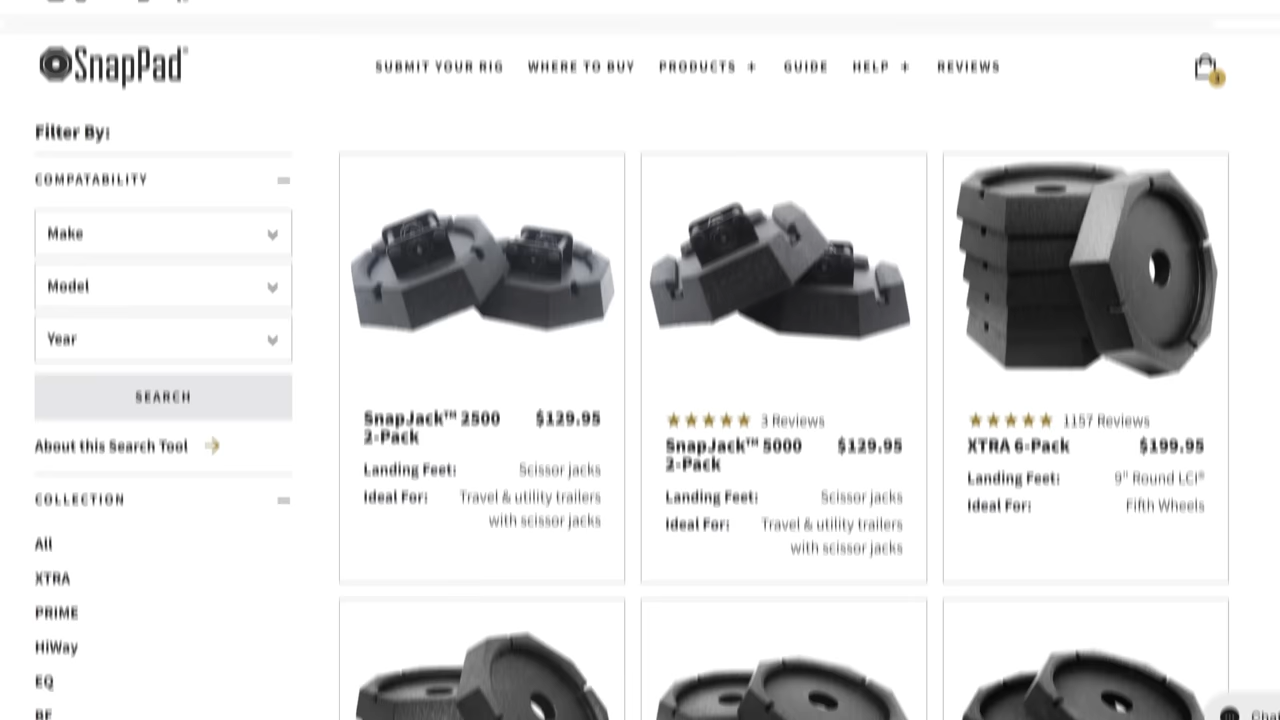 SnapPad®
SUBMIT YOUR RIG WHERE TO BUY PRODUCTS + GUIDE HELP + REVIEWS
Filter By:
COMPATABILITY
Make
Model
Year
SEARCH
About this Search Tool
COLLECTION
All
XTRA
PRIME
HiWay
EQ
SnapJack™ 2500 $129.95
2-Pack
Landing Feet: Scissor jacks
Ideal For: Travel & utility trailers
with scissor jacks
3 Reviews
SnapJack™ 5000 $129.95
2-Pack
Landing Feet: Scissor jacks
Ideal For: Travel & utility trailers
with scissor jacks
1157 Reviews
XTRA 6-Pack $199.95
Landing Feet: 9" Round LCI®
Ideal For: Fifth Wheels